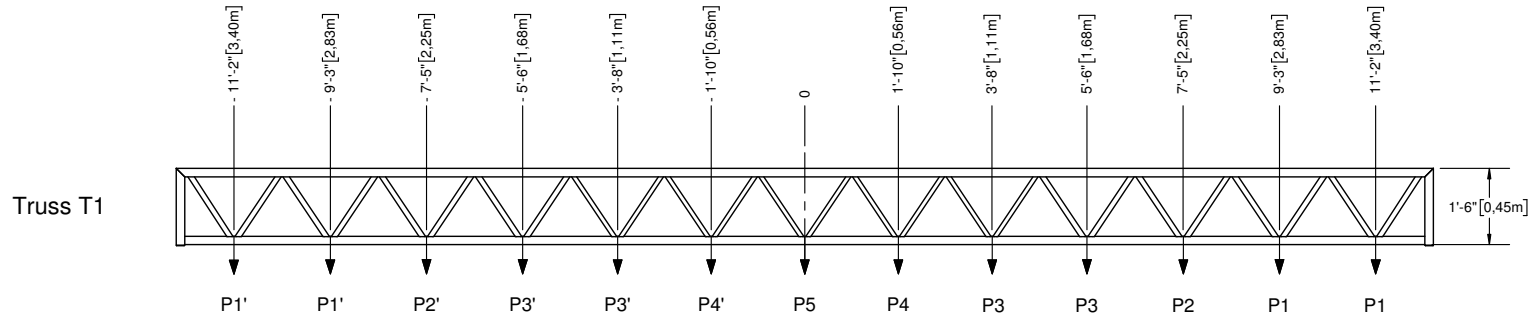 - 11'-2"[3,40m]
- 9'-3"[2,83m]
- 7'-5"[2,25m]
- 5'-6"[1,68m]
- 3'-8"[1,11m]
- 1'-10"[0,56m]
0
1'-10"[0,56m]
3'-8"[1,11m]
5'-6"[1,68m]
7'-5"[2,25m]
9'-3"[2,83m]
11'-2"[3,40m]
Truss T1
1'-6"[0,45m]
P1' P1' P2' P3' P3' P4' P5 P4 P3 P3 P2 P1 P1